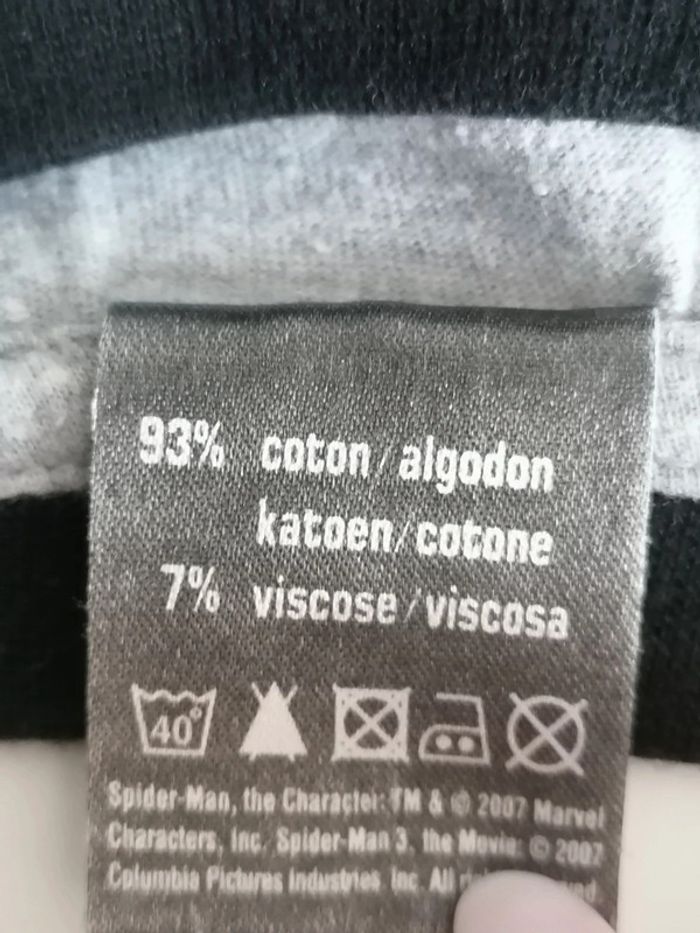 93% coton/algodon
katoen/cotone
7% viscose/viscosa
40°
Spider-Man, the Character: TM & © 2007 Marvel
Characters, Inc. Spider-Man 3, the Movie: © 2007
Columbia Pictures Industries, Inc. All